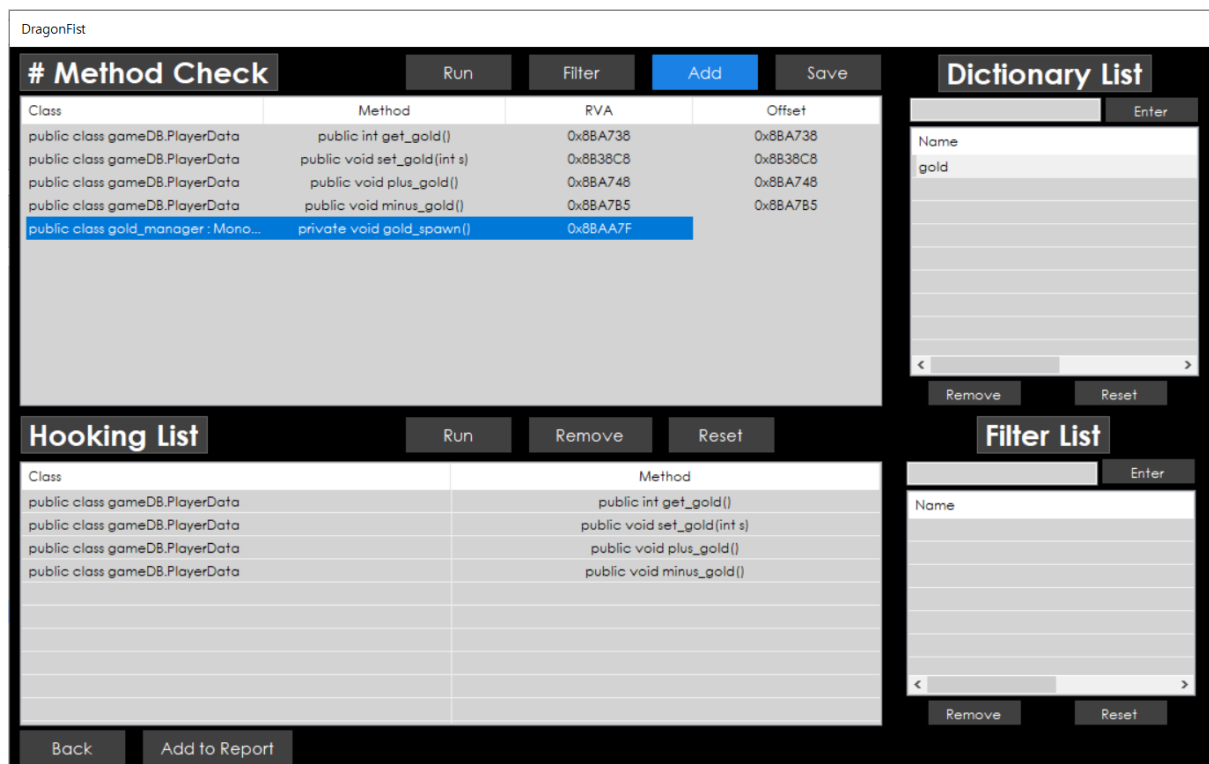 DragonFist
# Method Check Run Filter Add Save
Class Method RVA Offset
public class gameDB.PlayerData public int get_gold() 0x8BA738 0x8BA738
public class gameDB.PlayerData public void set_gold(int s) 0x8B38C8 0x8B38C8
public class gameDB.PlayerData public void plus_gold() 0x8BA748 0x8BA748
public class gameDB.PlayerData public void minus_gold() 0x8BA7B5 0x8BA7B5
public class gold_manager : Mono... private void gold_spawn() 0x8BAA7F
Dictionary List
Enter
Name
gold
Remove Reset
Hooking List Run Remove Reset
Class Method
public class gameDB.PlayerData public int get_gold()
public class gameDB.PlayerData public void set_gold(int s)
public class gameDB.PlayerData public void plus_gold()
public class gameDB.PlayerData public void minus_gold()
Filter List
Enter
Name
Remove Reset
Back Add to Report